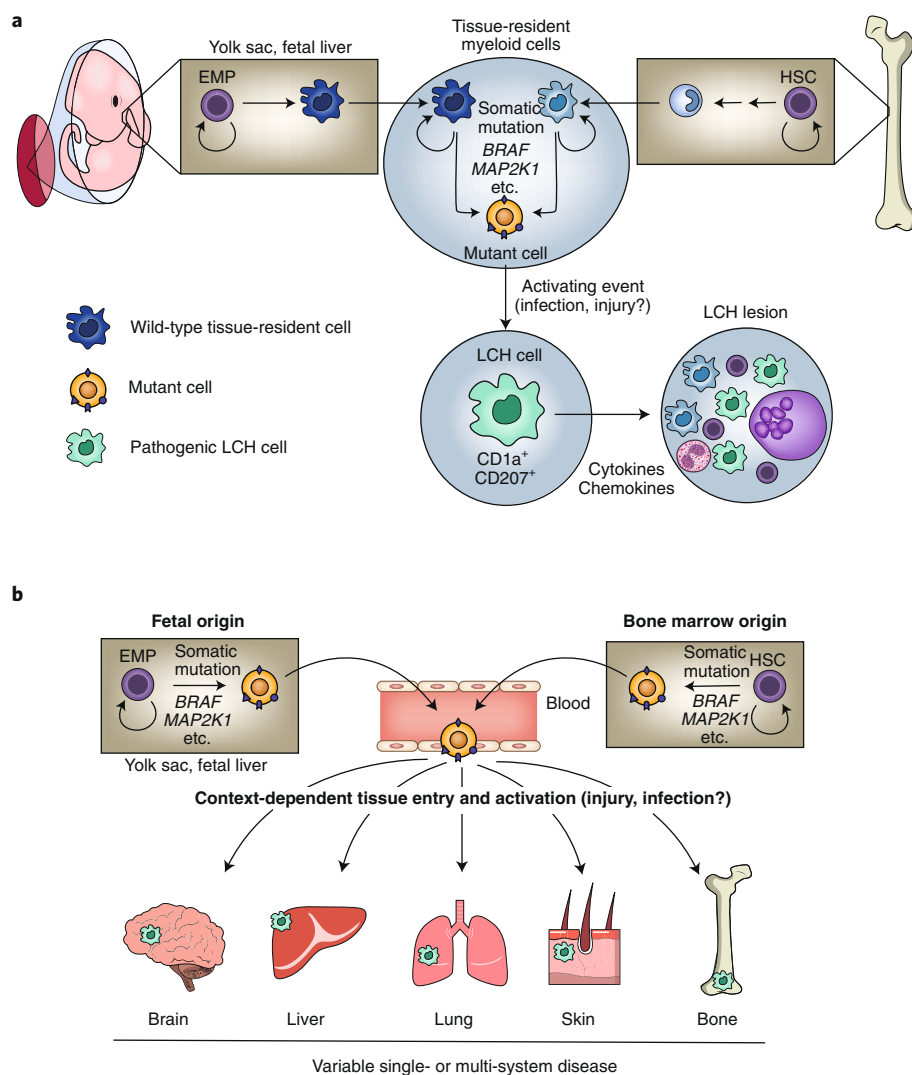 a
Yolk sac, fetal liver
EMP
Tissue-resident
myeloid cells
Somatic
mutation
BRAF
MAP2K1
etc.
Mutant cell
HSC
Activating event
(infection, injury?)
Wild-type tissue-resident cell
Mutant cell
Pathogenic LCH cell
LCH cell
CD1a⁺
CD207⁺
Cytokines
Chemokines
LCH lesion
b
Fetal origin
EMP
Somatic
mutation
BRAF
MAP2K1
etc.
Yolk sac, fetal liver
Blood
Bone marrow origin
Somatic
mutation
HSC
BRAF
MAP2K1
etc.
Context-dependent tissue entry and activation (injury, infection?)
Brain
Liver
Lung
Skin
Bone
Variable single- or multi-system disease